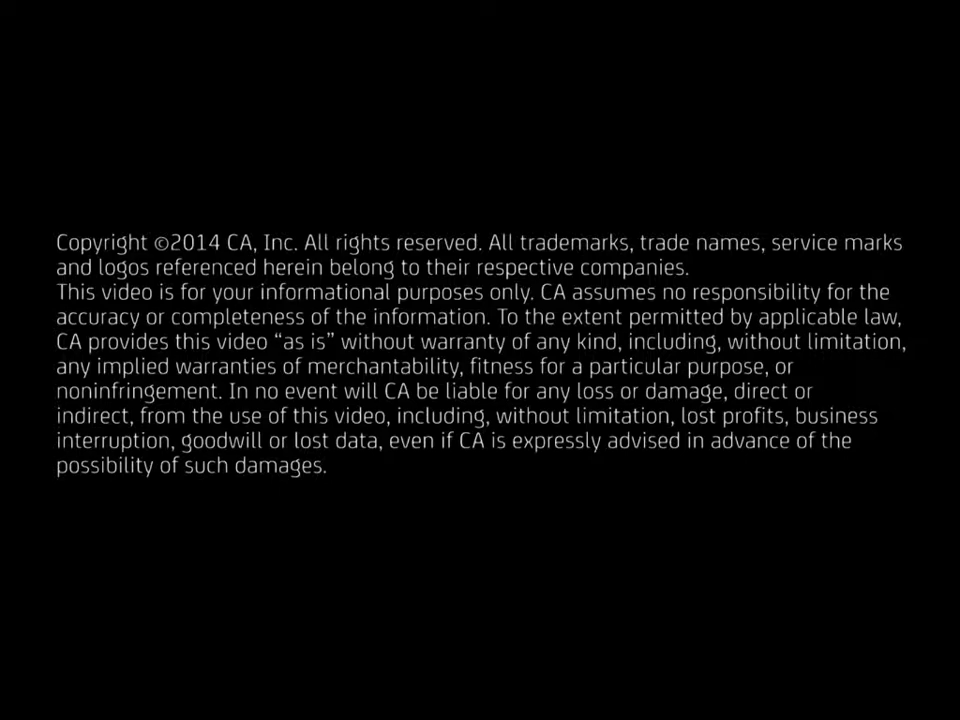 Copyright ©2014 CA, Inc. All rights reserved. All trademarks, trade names, service marks
and logos referenced herein belong to their respective companies.
This video is for your informational purposes only. CA assumes no responsibility for the
accuracy or completeness of the information. To the extent permitted by applicable law,
CA provides this video “as is” without warranty of any kind, including, without limitation,
any implied warranties of merchantability, fitness for a particular purpose, or
noninfringement. In no event will CA be liable for any loss or damage, direct or
indirect, from the use of this video, including, without limitation, lost profits, business
interruption, goodwill or lost data, even if CA is expressly advised in advance of the
possibility of such damages.